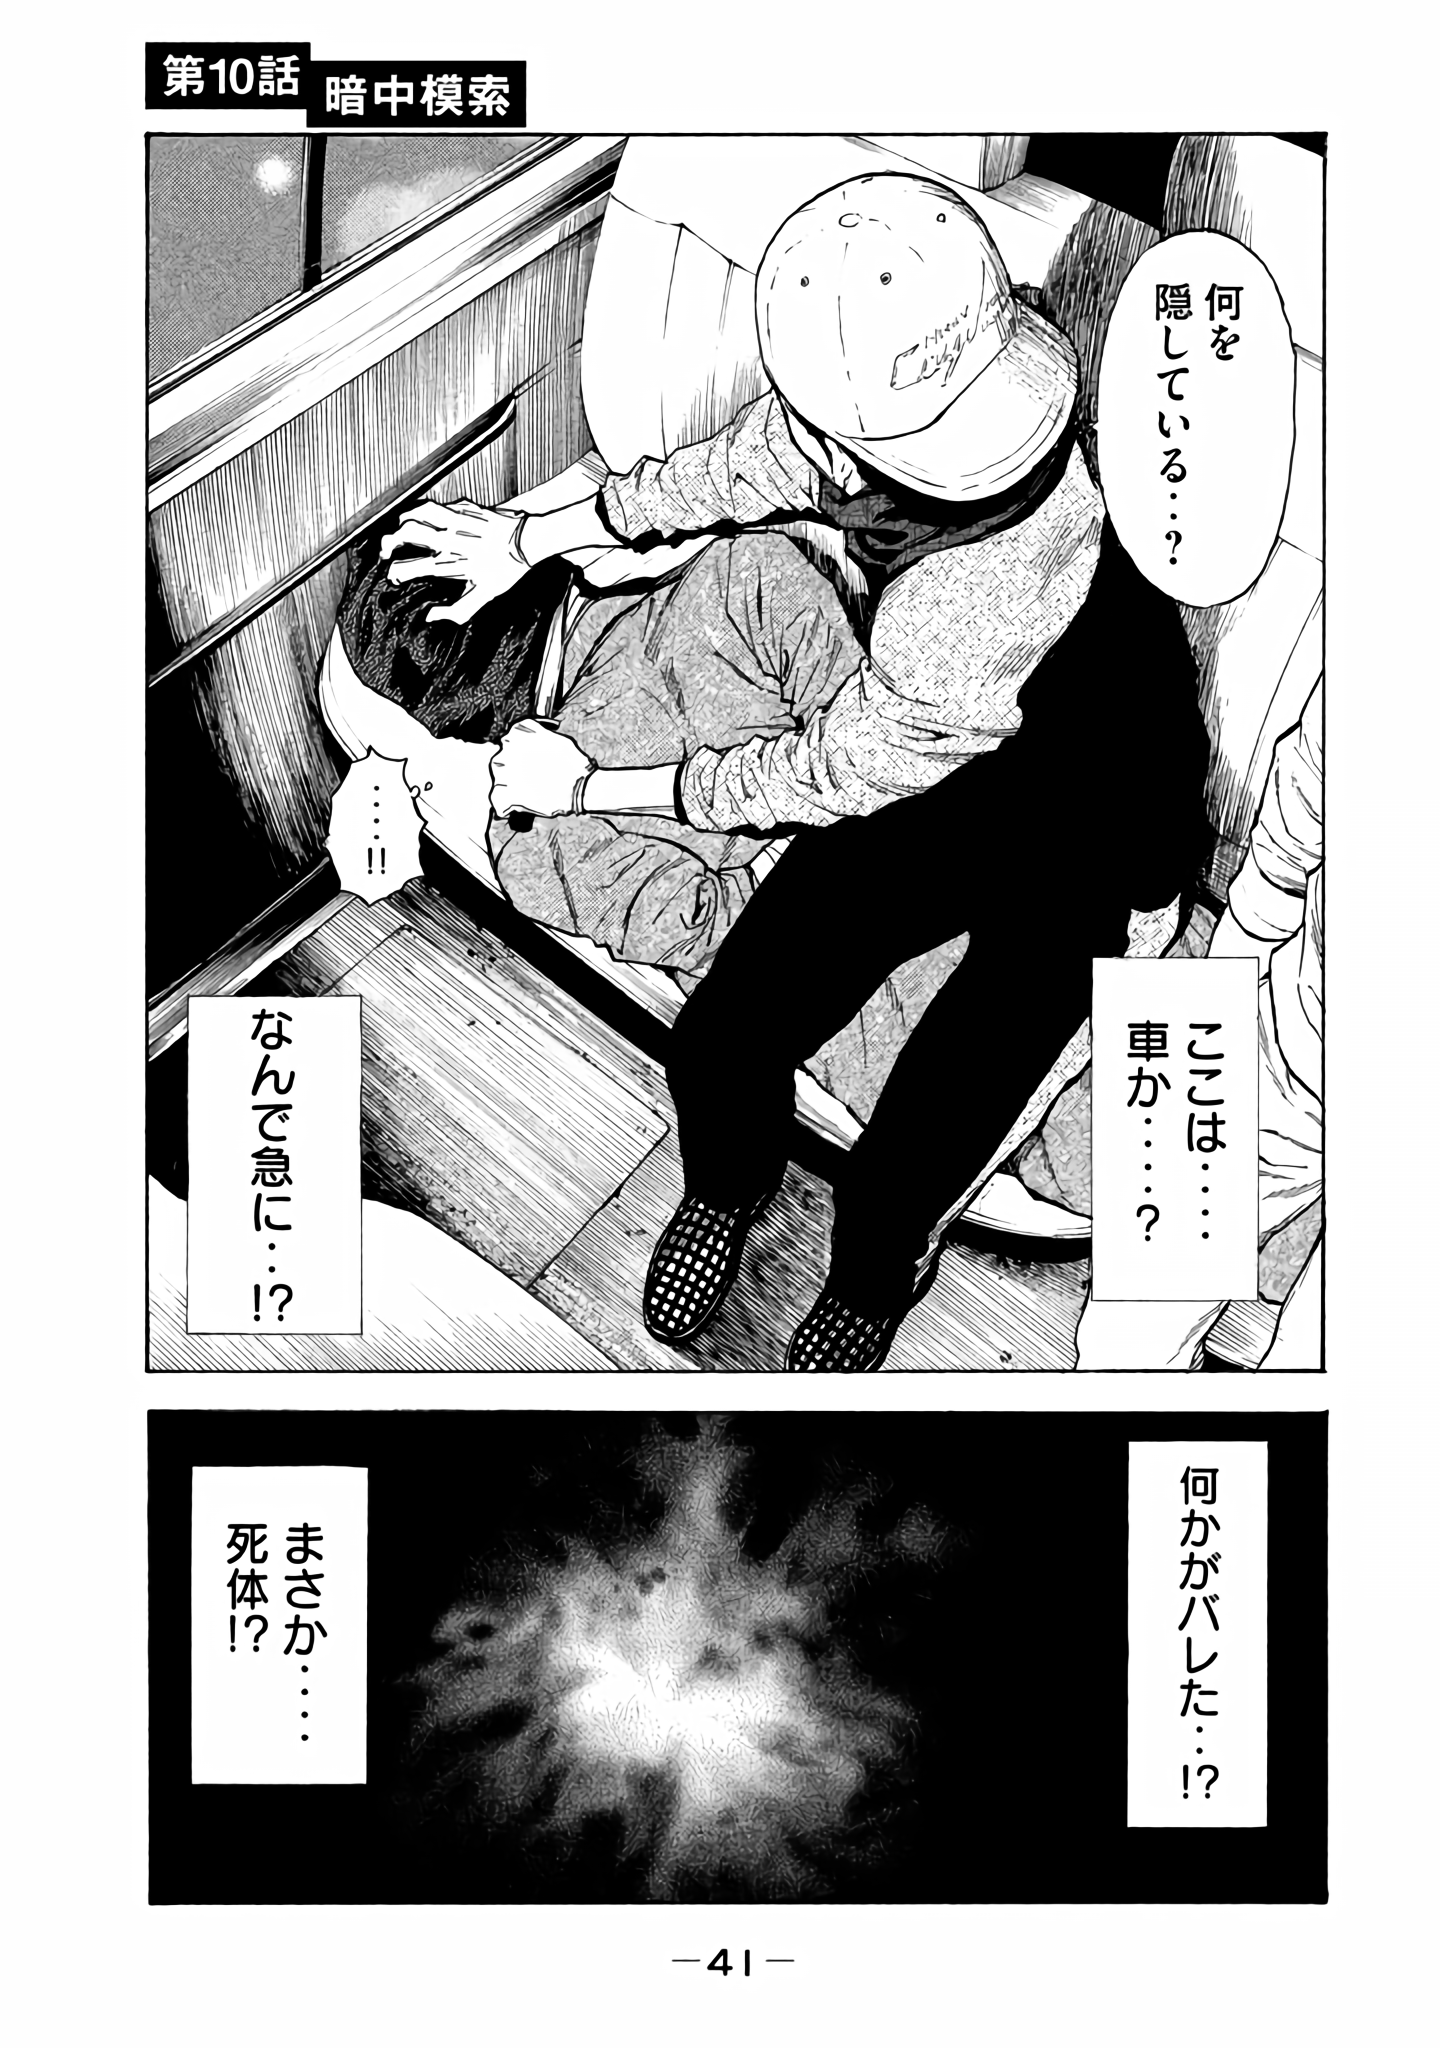 第10話
暗中模索
何を
隠している…?
……!!
ここは‥‥
車か‥‥‥?
なんで急に‥‥!?
何かがバレた‥‥!?
まさか‥‥‥
死体!?
—41—